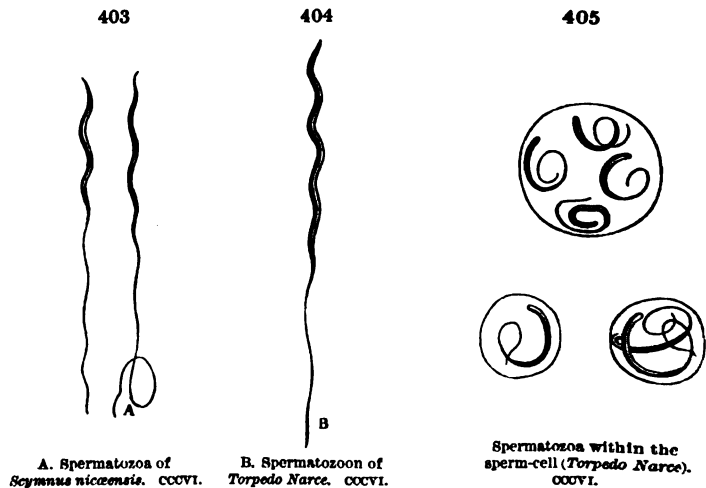 403
404
405
A
B
A. Spermatozoa of
Scymnus nicæensis. CCCVI.
B. Spermatozoon of
Torpedo Narce. CCCVI.
Spermatozoa within the
sperm-cell (Torpedo Narce).
CCCVI.